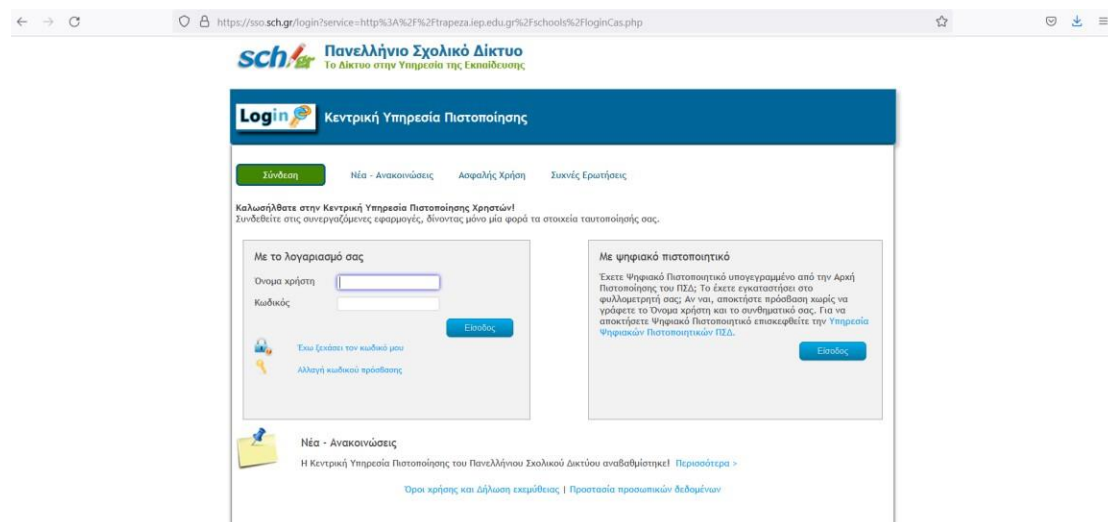 https://sso.sch.gr/login?service=http%3A%2F%2Ftrapeza.iep.edu.gr%2Fschools%2FloginCas.php
sch.gr
Πανελλήνιο Σχολικό Δίκτυο
Το Δίκτυο στην Υπηρεσία της Εκπαίδευσης
Login
Κεντρική Υπηρεσία Πιστοποίησης
Σύνδεση
Νέα - Ανακοινώσεις
Ασφαλής Χρήση
Συχνές Ερωτήσεις
Καλωσήλθατε στην Κεντρική Υπηρεσία Πιστοποίησης Χρηστών!
Συνδεθείτε στις συνεργαζόμενες εφαρμογές, δίνοντας μόνο μία φορά τα στοιχεία ταυτοποίησής σας.
Με το λογαριασμό σας
Όνομα χρήστη
Κωδικός
Είσοδος
Έχω ξεχάσει τον κωδικό μου
Αλλαγή κωδικού πρόσβασης
Με ψηφιακό πιστοποιητικό
Έχετε Ψηφιακό Πιστοποιητικό υπογεγραμμένο από την Αρχή
Πιστοποίησης του ΠΣΔ; Το έχετε εγκαταστήσει στο
φυλλομετρητή σας; Αν ναι, αποκτήστε πρόσβαση χωρίς να
γράφετε το Όνομα χρήστη και το συνθηματικό σας. Για να
αποκτήσετε Ψηφιακό Πιστοποιητικό επισκεφθείτε την Υπηρεσία
Ψηφιακών Πιστοποιητικών ΠΣΔ.
Είσοδος
Νέα - Ανακοινώσεις
Η Κεντρική Υπηρεσία Πιστοποίησης του Πανελλήνιου Σχολικού Δικτύου αναβαθμίστηκε! Περισσότερα >
Όροι χρήσης και Δήλωση εχεμύθειας | Προστασία προσωπικών δεδομένων